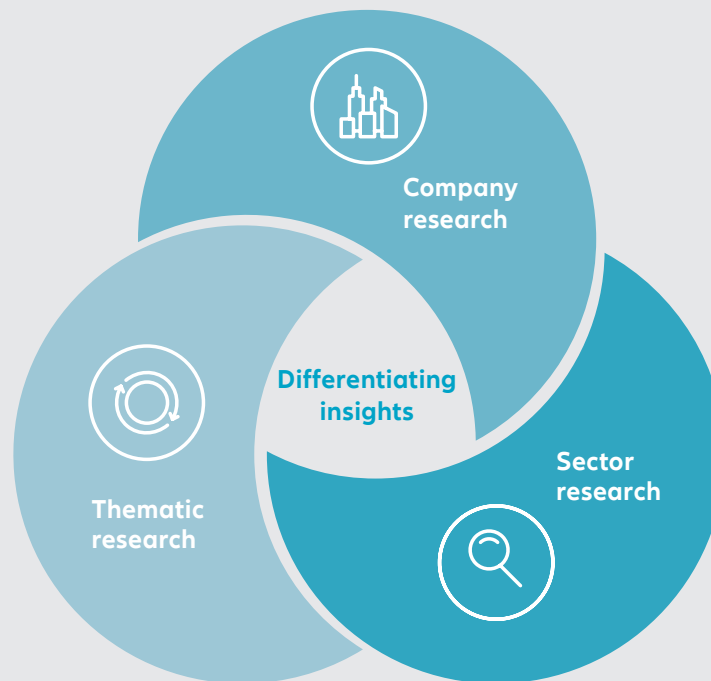 Company
research
Differentiating
insights
Sector
research
Thematic
research